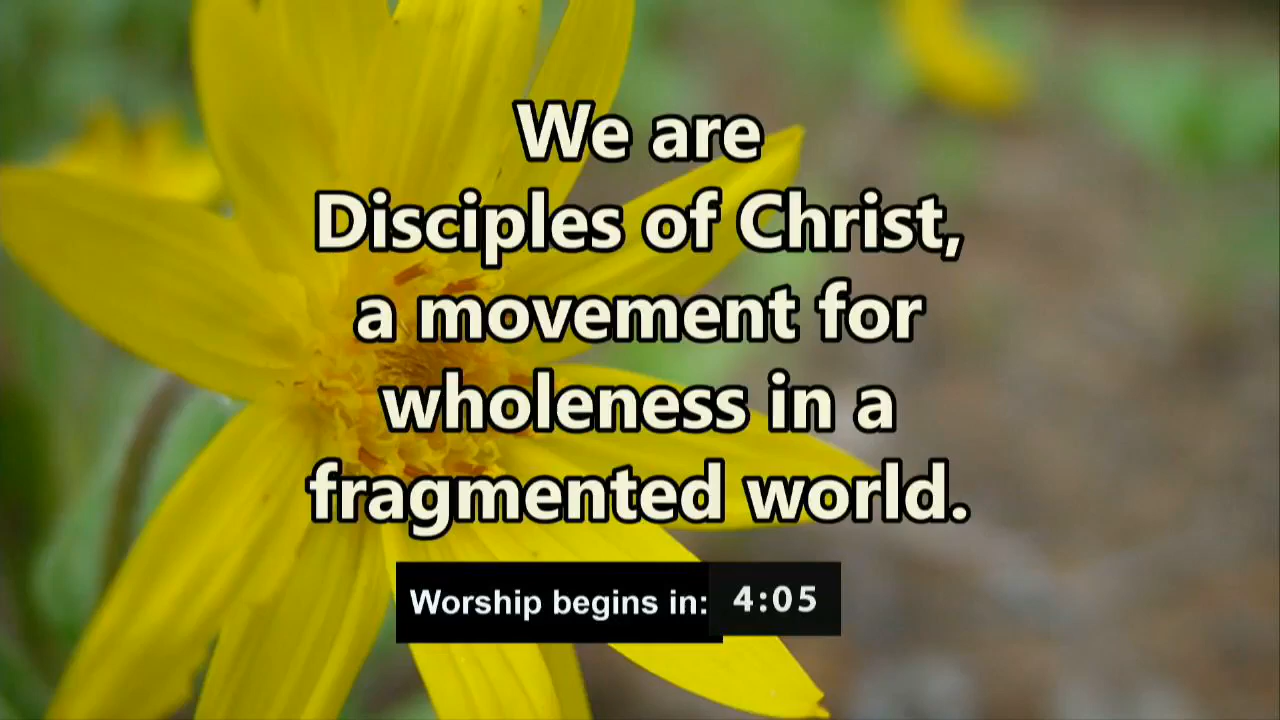 We are
Disciples of Christ,
a movement for
wholeness in a
fragmented world.
Worship begins in: 4:05